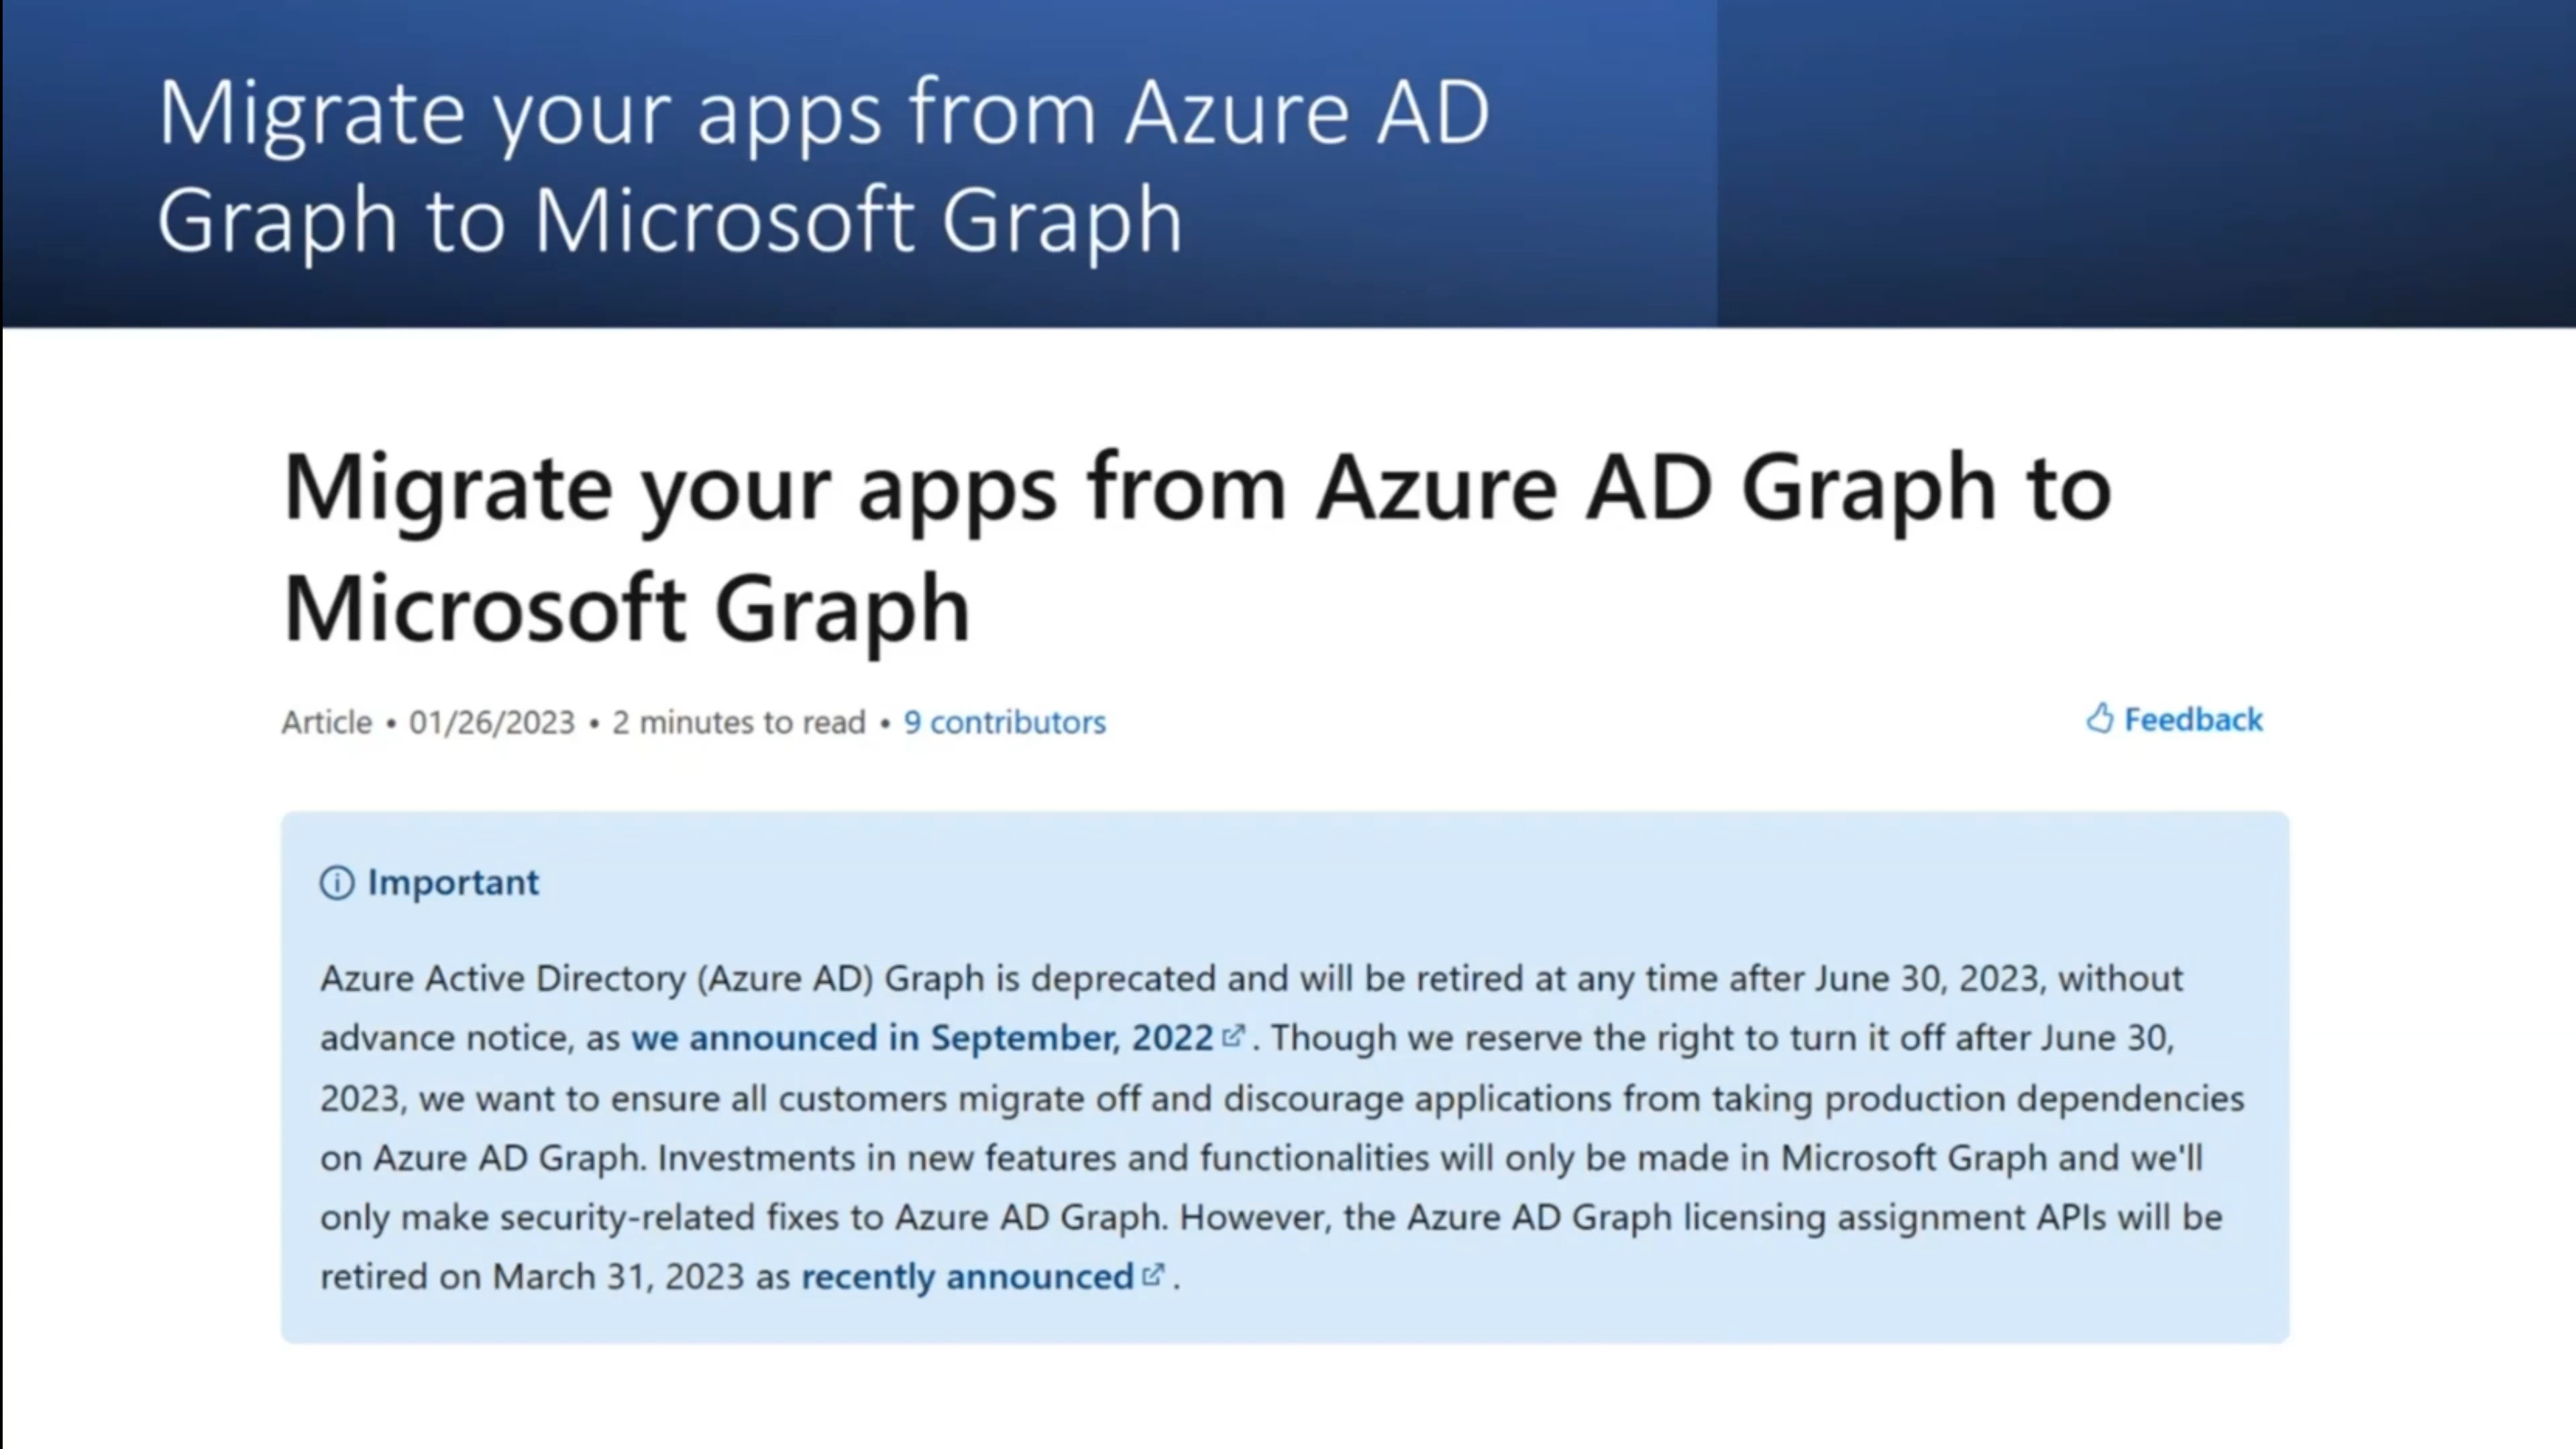 Migrate your apps from Azure AD
Graph to Microsoft Graph
Migrate your apps from Azure AD Graph to
Microsoft Graph
Article • 01/26/2023 • 2 minutes to read • 9 contributors
Feedback
Important
Azure Active Directory (Azure AD) Graph is deprecated and will be retired at any time after June 30, 2023, without
advance notice, as we announced in September, 2022. Though we reserve the right to turn it off after June 30,
2023, we want to ensure all customers migrate off and discourage applications from taking production dependencies
on Azure AD Graph. Investments in new features and functionalities will only be made in Microsoft Graph and we'll
only make security-related fixes to Azure AD Graph. However, the Azure AD Graph licensing assignment APIs will be
retired on March 31, 2023 as recently announced.